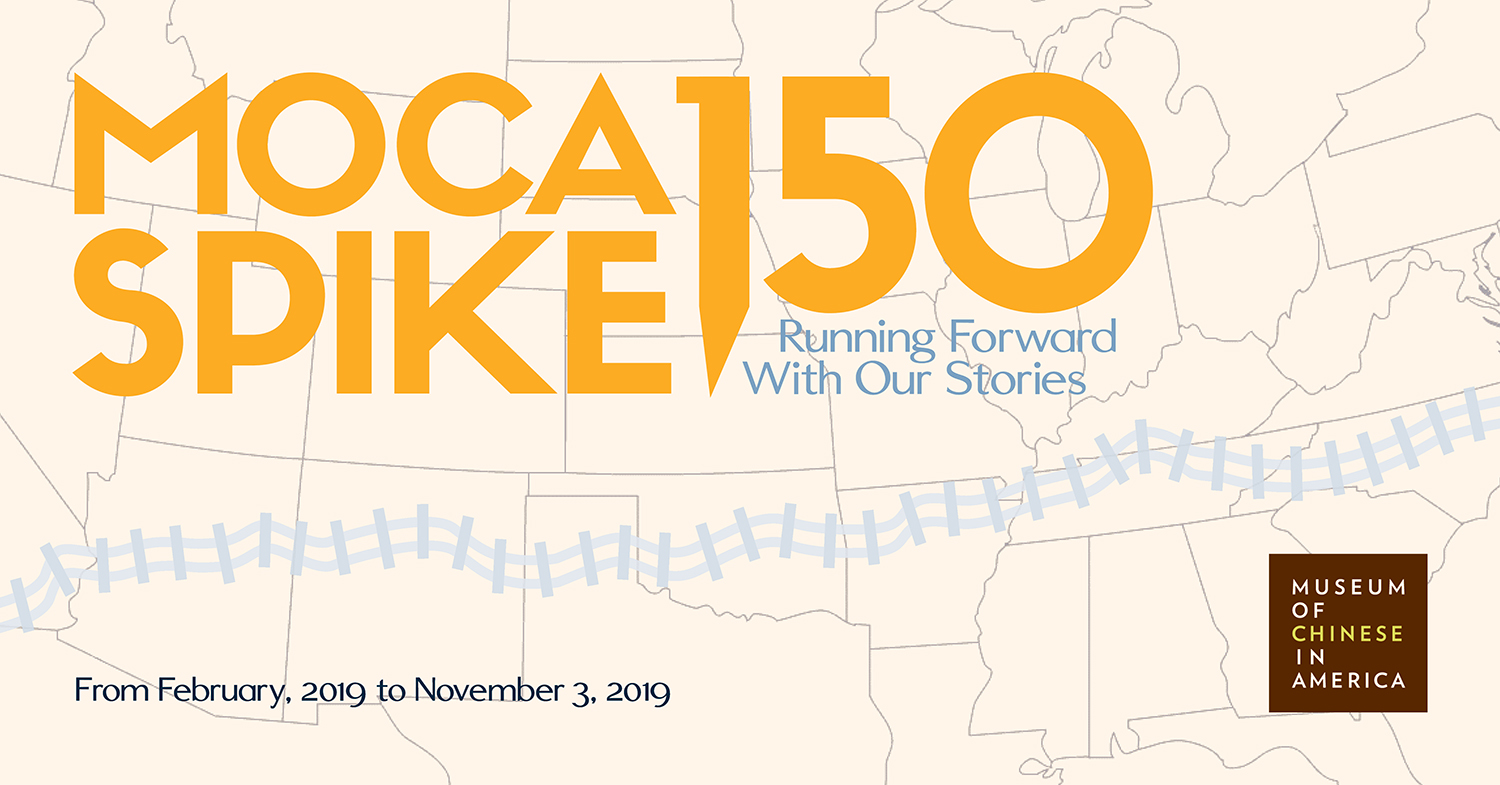 MOCA
SPIKE
150
Running Forward
With Our Stories
From February, 2019 to November 3, 2019
MUSEUM
OF
CHINESE
IN
AMERICA